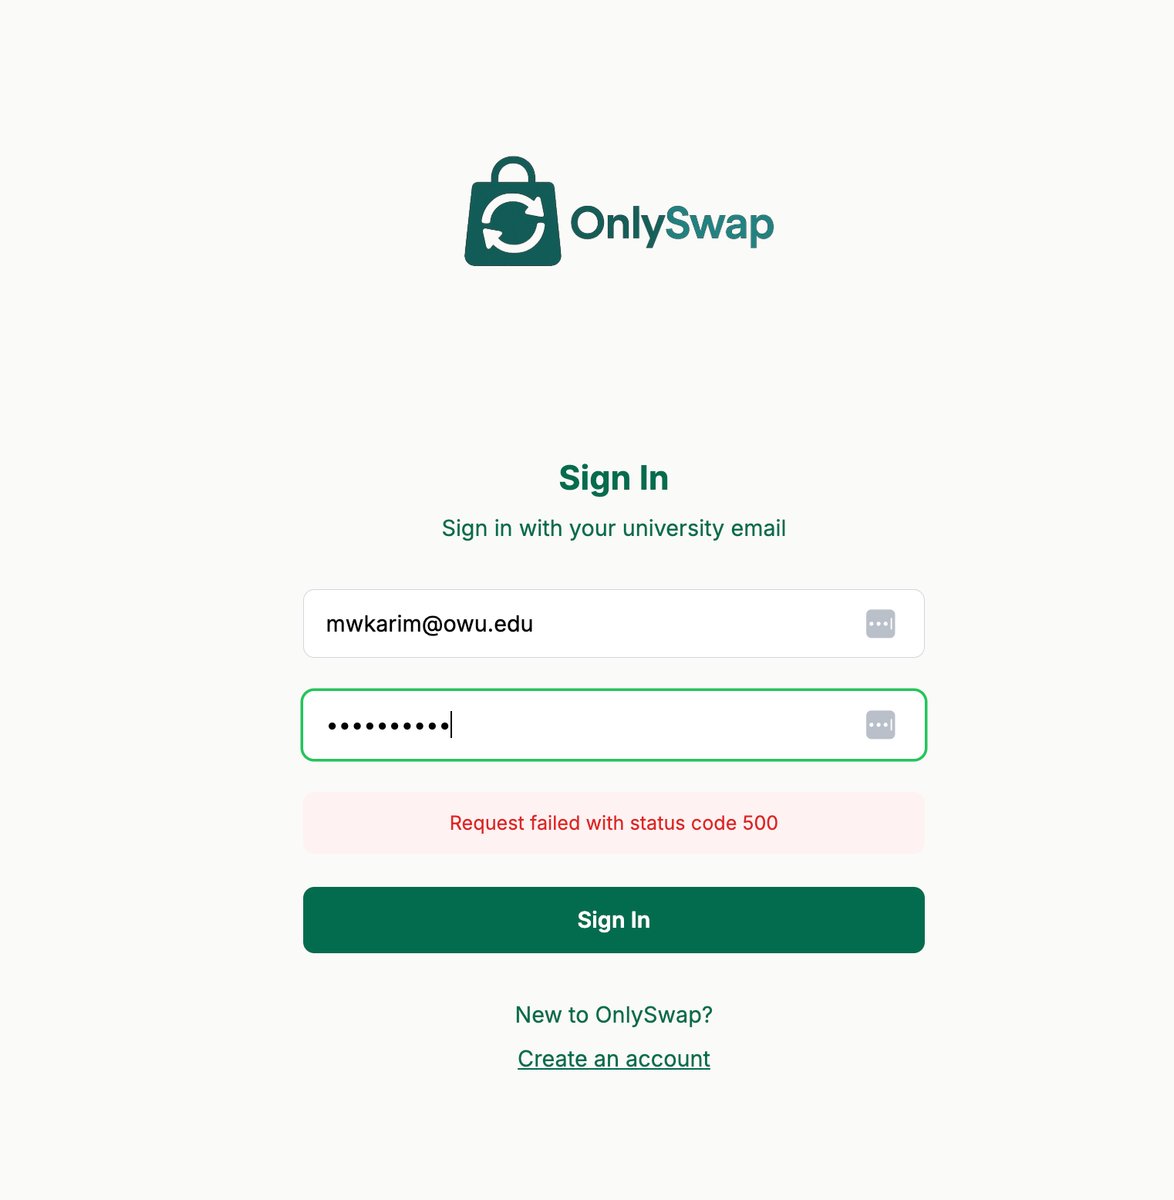 OnlySwap
Sign In
Sign in with your university email
mwkarim@owu.edu
••••••••••
Request failed with status code 500
Sign In
New to OnlySwap?
Create an account